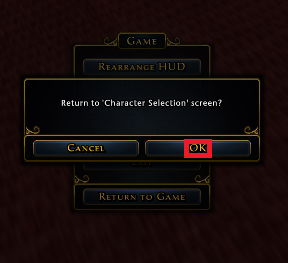 GAME
REARRANGE HUD
Return to 'Character Selection' screen?
CANCEL
OK
RETURN TO GAME